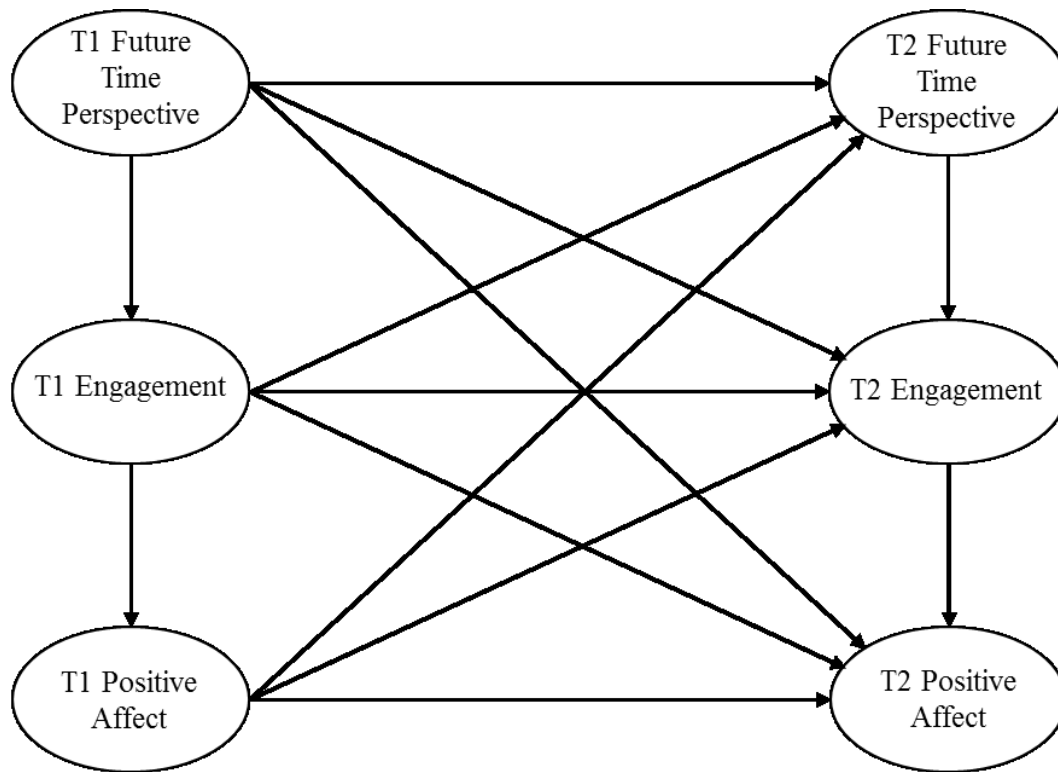 T1 Future
Time
Perspective
T2 Future
Time
Perspective
T1 Engagement
T2 Engagement
T1 Positive
Affect
T2 Positive
Affect